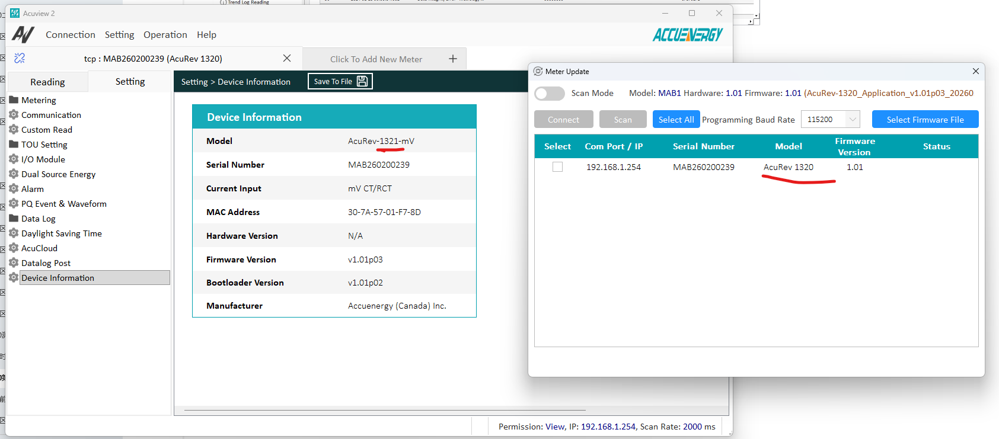 Trend Log Reading
Acuview 2
Connection Setting Operation Help
ACCUENERGY
tcp : MAB260200239 (AcuRev 1320)
Click To Add New Meter
Reading
Setting
Metering
Communication
Custom Read
TOU Setting
I/O Module
Dual Source Energy
Alarm
PQ Event & Waveform
Data Log
Daylight Saving Time
AcuCloud
Datalog Post
Device Information
Setting > Device Information
Save To File
Device Information
Model AcuRev-1321-mV
Serial Number MAB260200239
Current Input mV CT/RCT
MAC Address 30-7A-57-01-F7-8D
Hardware Version N/A
Firmware Version v1.01p03
Bootloader Version v1.01p02
Manufacturer Accuenergy (Canada) Inc.
Permission: View, IP: 192.168.1.254, Scan Rate: 2000 ms
Meter Update
Scan Mode Model: MAB1 Hardware: 1.01 Firmware: 1.01 (AcuRev-1320_Application_v1.01p03_20260
Connect Scan Select All Programming Baud Rate 115200 Select Firmware File
Select Com Port / IP Serial Number Model Firmware Version Status
192.168.1.254 MAB260200239 AcuRev 1320 1.01